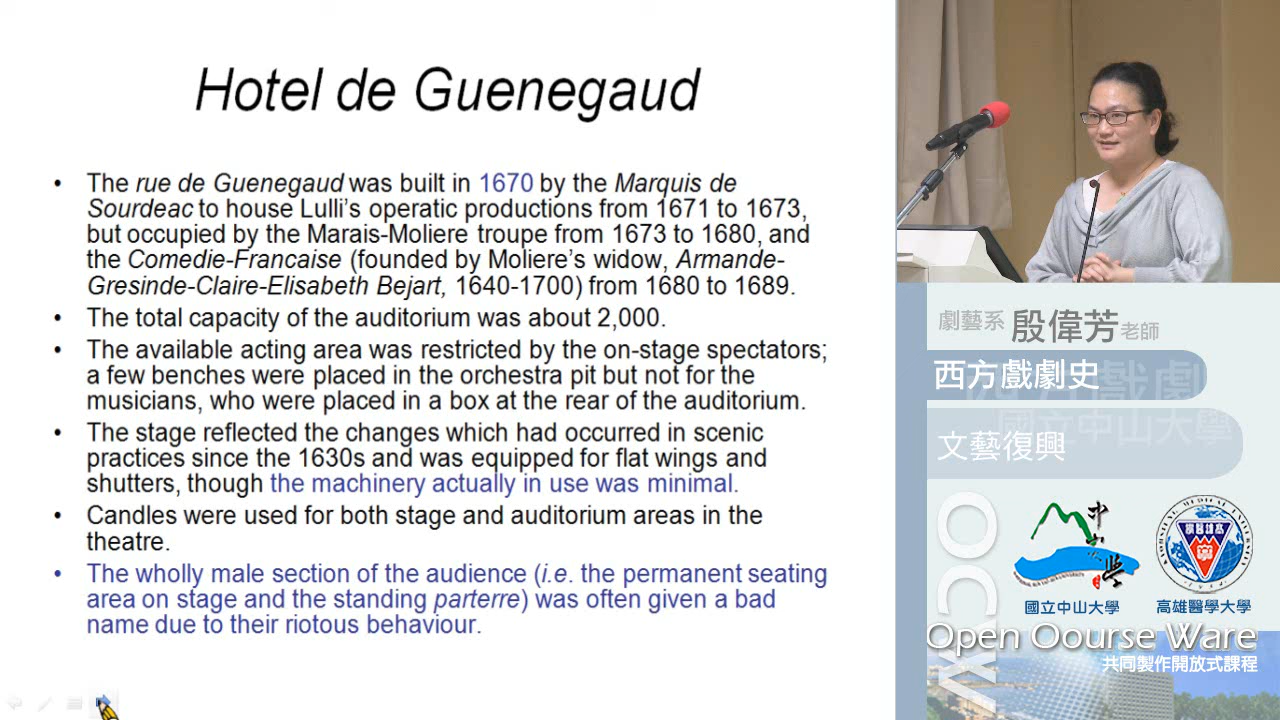 Hotel de Guenegaud
• The rue de Guenegaud was built in 1670 by the Marquis de
Sourdeac to house Lulli's operatic productions from 1671 to 1673,
but occupied by the Marais-Moliere troupe from 1673 to 1680, and
the Comedie-Francaise (founded by Moliere's widow, Armande-
Gresinde-Claire-Elisabeth Bejart, 1640-1700) from 1680 to 1689.
• The total capacity of the auditorium was about 2,000.
• The available acting area was restricted by the on-stage spectators;
a few benches were placed in the orchestra pit but not for the
musicians, who were placed in a box at the rear of the auditorium.
• The stage reflected the changes which had occurred in scenic
practices since the 1630s and was equipped for flat wings and
shutters, though the machinery actually in use was minimal.
• Candles were used for both stage and auditorium areas in the
theatre.
• The wholly male section of the audience (i.e. the permanent seating
area on stage and the standing parterre) was often given a bad
name due to their riotous behaviour.
劇藝系 殷偉芳老師
西方戲劇史
國立中山大學
文藝復興
OCW
國立中山大學
高雄醫學大學
Open Oourse Ware
共同製作開放式課程